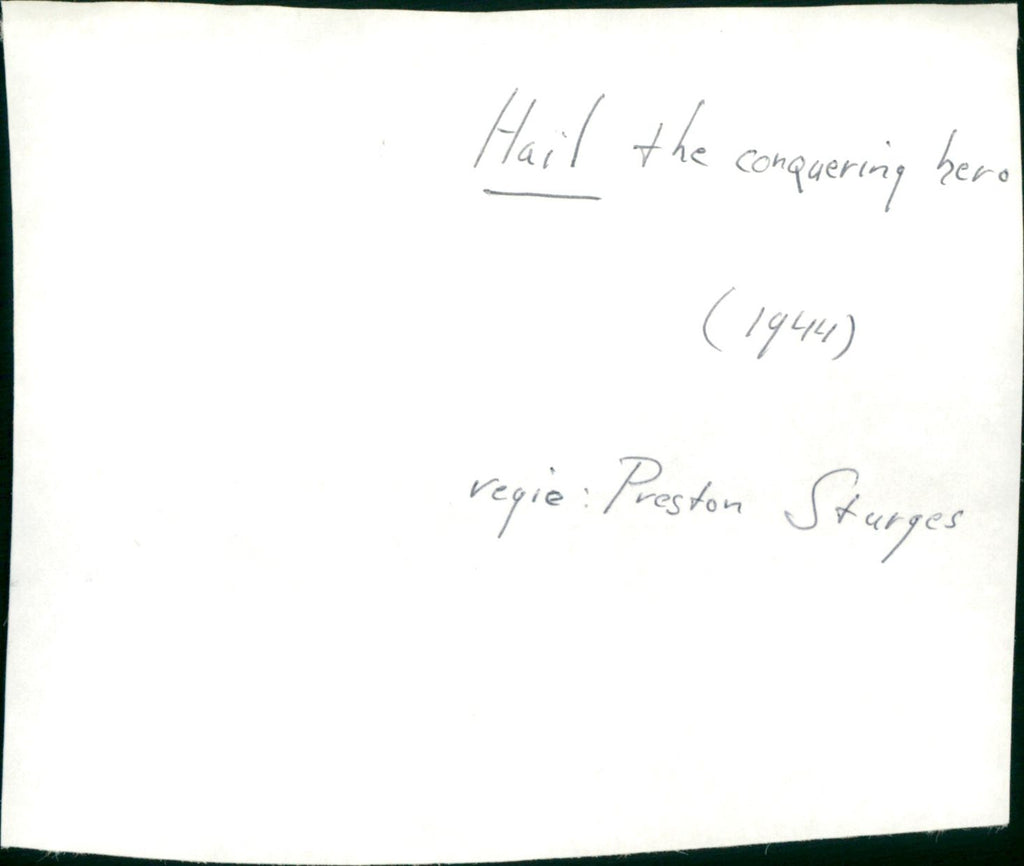 Hail the conquering hero
(1944)
regie: Preston Sturges